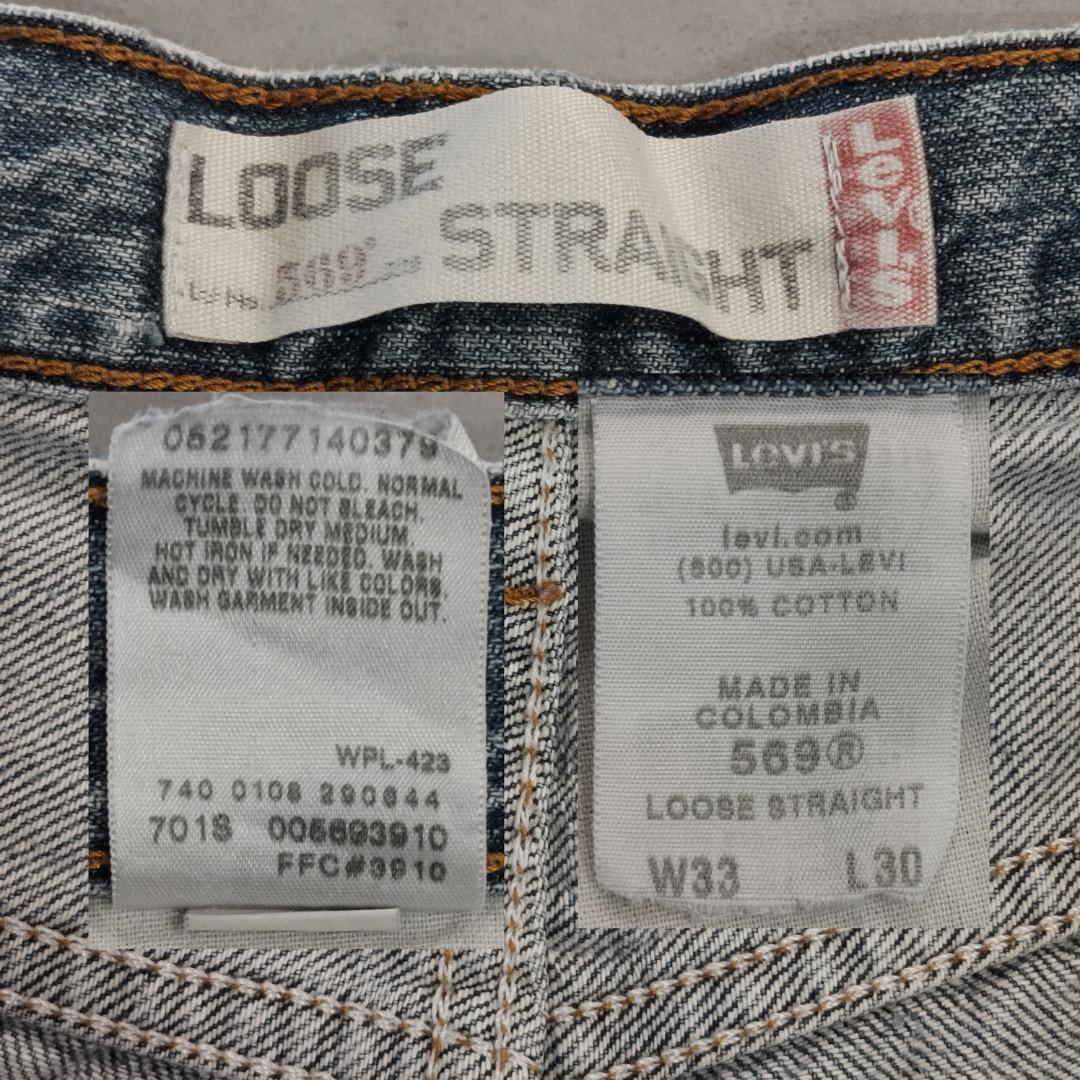 LOOSE
569® STRAIGHT
Levi's
052177140379
MACHINE WASH COLD. NORMAL
CYCLE. DO NOT BLEACH.
TUMBLE DRY MEDIUM.
HOT IRON IF NEEDED. WASH
AND DRY WITH LIKE COLORS.
WASH GARMENT INSIDE OUT.
WPL-423
740 0108 290644
701S 005693910
FFC#3910
LEVI'S
®
levi.com
(800) USA-LEVI
100% COTTON
MADE IN
COLOMBIA
569®
LOOSE STRAIGHT
W33 L30